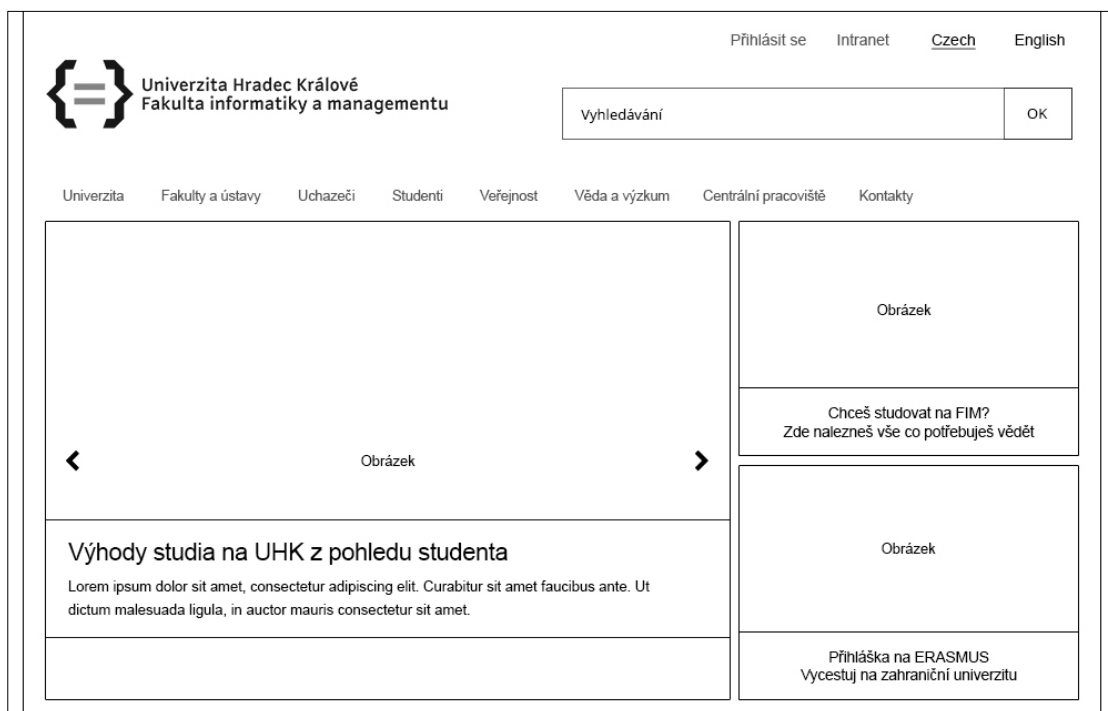 Přihlásit se Intranet Czech English
Univerzita Hradec Králové
Fakulta informatiky a managementu
Vyhledávání OK
Univerzita Fakulty a ústavy Uchazeči Studenti Veřejnost Věda a výzkum Centrální pracoviště Kontakty
Obrázek
Výhody studia na UHK z pohledu studenta
Lorem ipsum dolor sit amet, consectetur adipiscing elit. Curabitur sit amet faucibus ante. Ut
dictum malesuada ligula, in auctor mauris consectetur sit amet.
Obrázek
Chceš studovat na FIM?
Zde nalezneš vše co potřebuješ vědět
Obrázek
Přihláška na ERASMUS
Vycestuj na zahraniční univerzitu